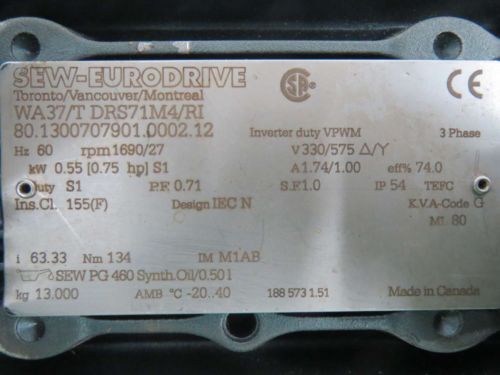 SEW-EURODRIVE
Toronto/Vancouver/Montreal CSA CE
WA37/T DRS71M4/RI
80.1300707901.0002.12 Inverter duty VPWM 3 Phase
Hz 60 rpm 1690/27 V 330/575 Δ/Y
kW 0.55 [0.75 hp] S1 A 1.74/1.00 eff% 74.0
Duty S1 P.F. 0.71 S.F. 1.0 IP 54 TEFC
Ins.Cl. 155(F) Design IEC N K.V.A-Code G
ML 80
i 63.33 Nm 134 IM M1AB
SEW PG 460 Synth.Oil/0.50 l
kg 13.000 AMB °C -20..40 188 573 1.51 Made in Canada